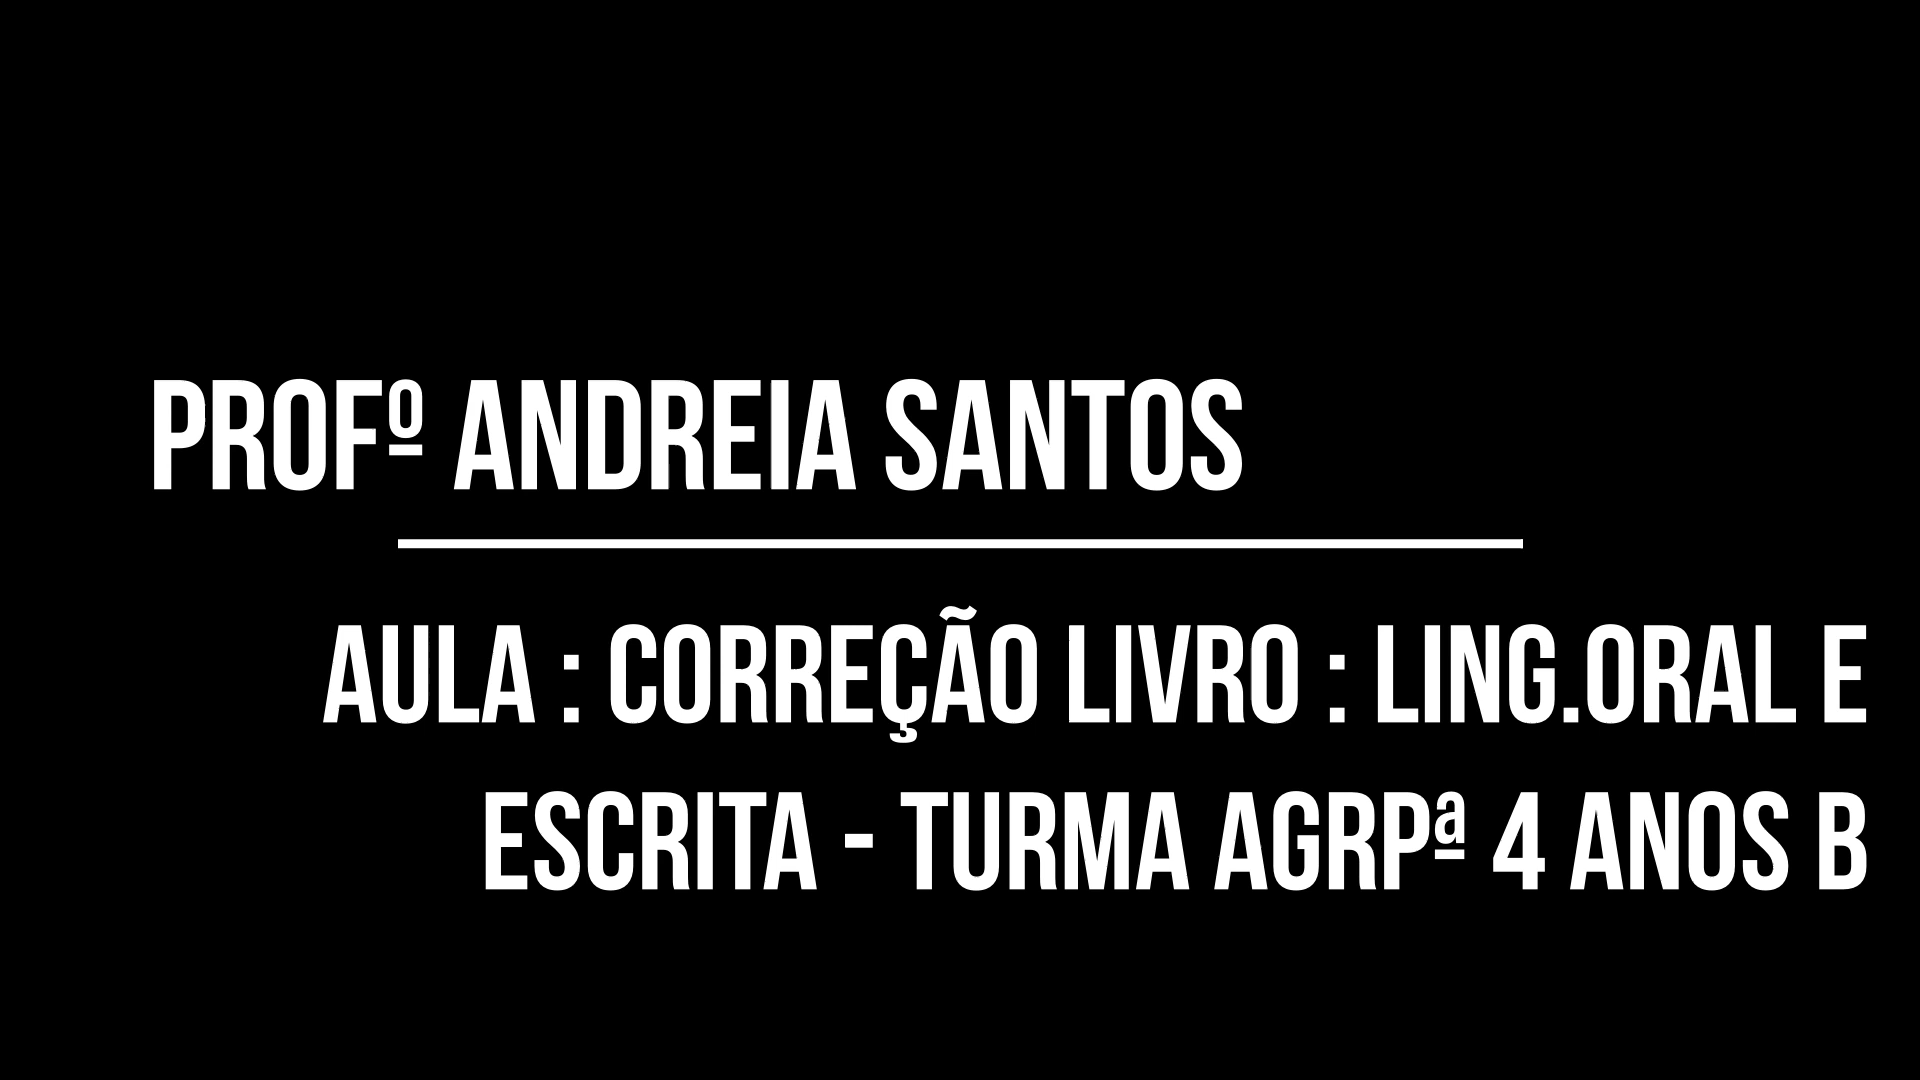 PROFº ANDREIA SANTOS
AULA : CORREÇÃO LIVRO : LING.ORAL E
ESCRITA - TURMA AGRPª 4 ANOS B